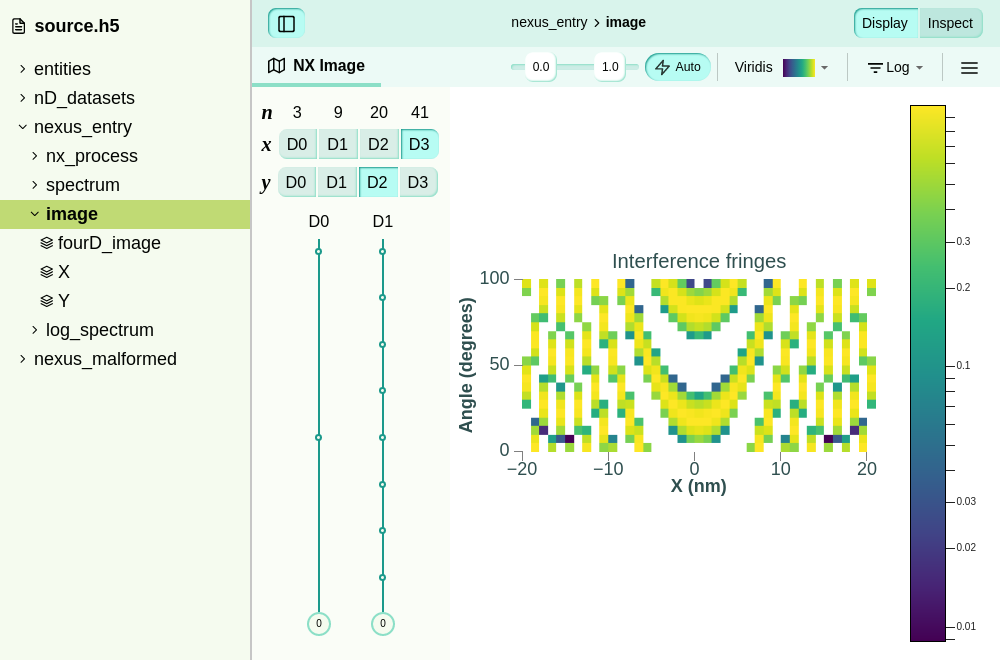 source.h5
entities
nD_datasets
nexus_entry
nx_process
spectrum
image
fourD_image
X
Y
log_spectrum
nexus_malformed
nexus_entry › image
Display Inspect
NX Image
0.0 1.0 Auto Viridis Log
n 3 9 20 41
x D0 D1 D2 D3
y D0 D1 D2 D3
D0 D1
0 0
Interference fringes
Angle (degrees)
100
50
0
−20 −10 0 10 20
X (nm)
0.3
0.2
0.1
0.03
0.02
0.01